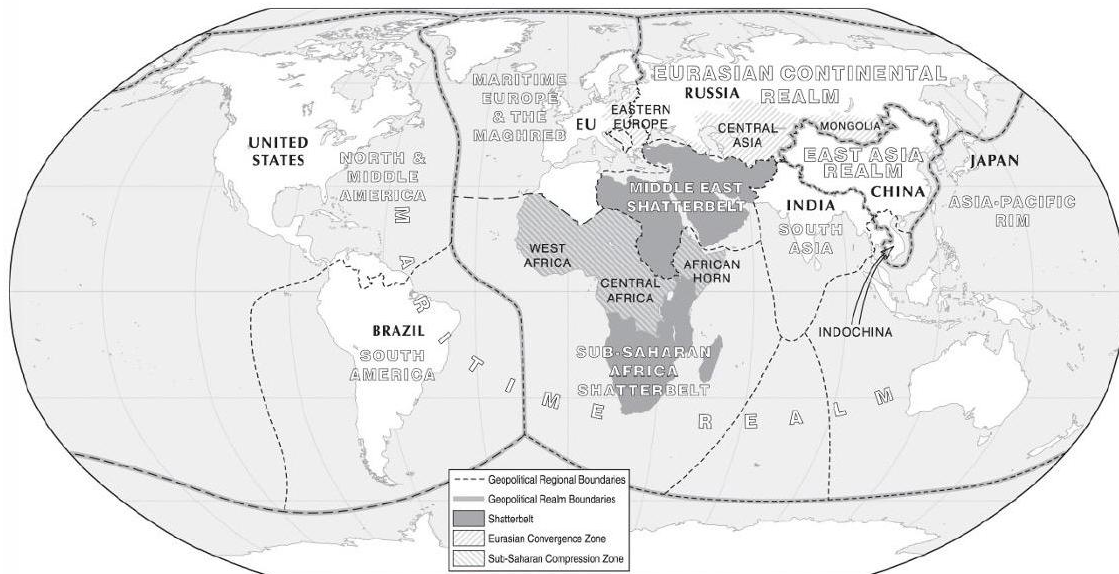 MARITIME
EUROPE
& THE
MAGHREB
EURASIAN CONTINENTAL
REALM
RUSSIA
EU
EASTERN
EUROPE
CENTRAL
ASIA
MONGOLIA
UNITED
STATES
NORTH &
MIDDLE
AMERICA
EAST ASIA
REALM
CHINA
JAPAN
ASIA-PACIFIC
RIM
MIDDLE EAST
SHATTERBELT
INDIA
SOUTH
ASIA
WEST
AFRICA
CENTRAL
AFRICA
AFRICAN
HORN
INDOCHINA
BRAZIL
SOUTH
AMERICA
SUB-SAHARAN
AFRICA
SHATTERBELT
MARITIME REALM
Geopolitical Regional Boundaries
Geopolitical Realm Boundaries
Shatterbelt
Eurasian Convergence Zone
Sub-Saharan Compression Zone